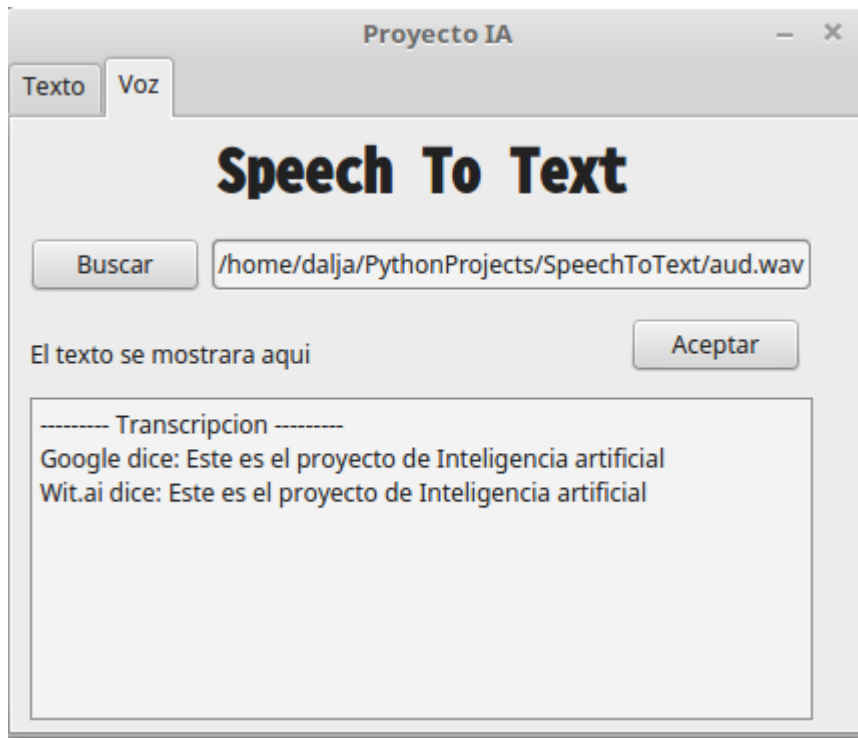 Proyecto IA
Texto Voz
Speech To Text
Buscar /home/dalja/PythonProjects/SpeechToText/aud.wav
El texto se mostrara aqui Aceptar
--------- Transcripcion ---------
Google dice: Este es el proyecto de Inteligencia artificial
Wit.ai dice: Este es el proyecto de Inteligencia artificial